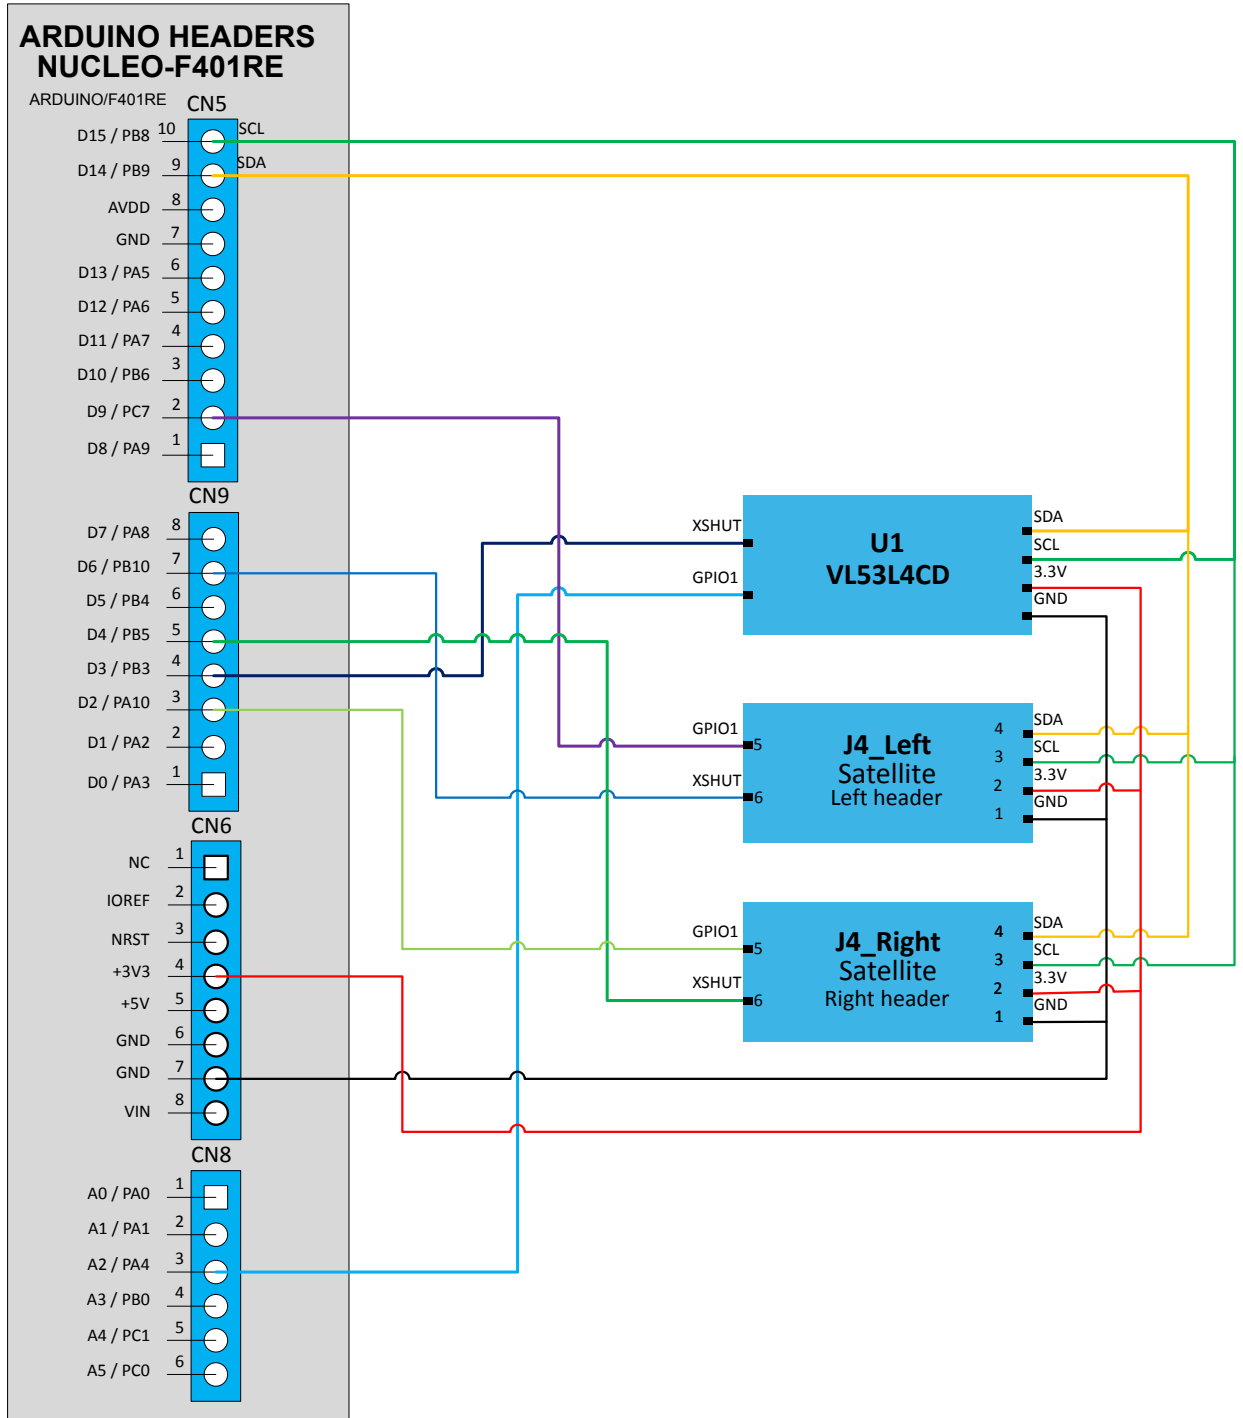 ARDUINO HEADERS
NUCLEO-F401RE
ARDUINO/F401RE
CN5
D15 / PB8 10 SCL
D14 / PB9 9 SDA
AVDD 8
GND 7
D13 / PA5 6
D12 / PA6 5
D11 / PA7 4
D10 / PB6 3
D9 / PC7 2
D8 / PA9 1
CN9
D7 / PA8 8
D6 / PB10 7
D5 / PB4 6
D4 / PB5 5
D3 / PB3 4
D2 / PA10 3
D1 / PA2 2
D0 / PA3 1
CN6
NC 1
IOREF 2
NRST 3
+3V3 4
+5V 5
GND 6
GND 7
VIN 8
CN8
A0 / PA0 1
A1 / PA1 2
A2 / PA4 3
A3 / PB0 4
A4 / PC1 5
A5 / PC0 6
XSHUT
GPIO1
U1
VL53L4CD
SDA
SCL
3.3V
GND
GPIO1 5
XSHUT 6
J4_Left
Satellite
Left header
4 SDA
3 SCL
2 3.3V
1 GND
GPIO1 5
XSHUT 6
J4_Right
Satellite
Right header
4 SDA
3 SCL
2 3.3V
1 GND